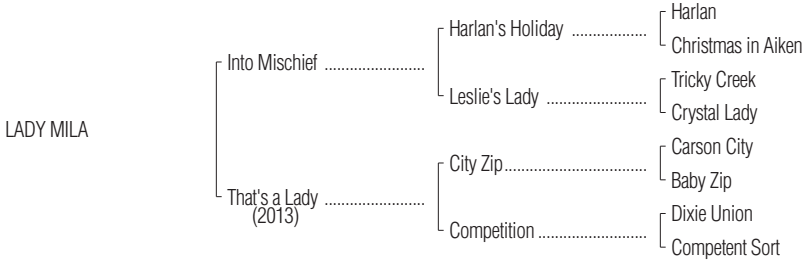 Harlan
Harlan's Holiday ....................
Christmas in Aiken
Into Mischief ..........................
Tricky Creek
Leslie's Lady ..........................
Crystal Lady
LADY MILA
Carson City
City Zip.....................................
Baby Zip
That's a Lady ..........................
(2013)
Dixie Union
Competition ............................
Competent Sort